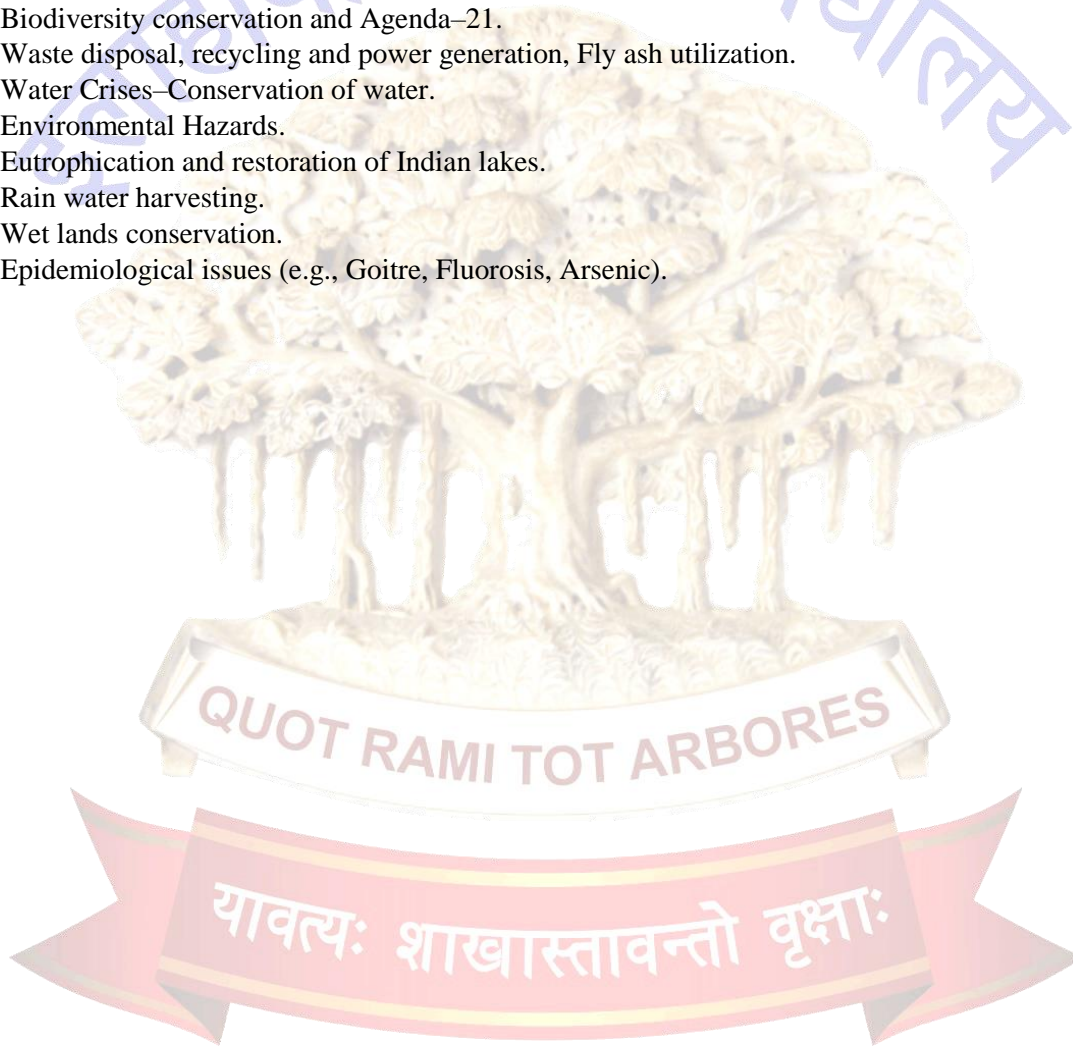 Biodiversity conservation and Agenda–21.
Waste disposal, recycling and power generation, Fly ash utilization.
Water Crises–Conservation of water.
Environmental Hazards.
Eutrophication and restoration of Indian lakes.
Rain water harvesting.
Wet lands conservation.
Epidemiological issues (e.g., Goitre, Fluorosis, Arsenic).
QUOT RAMI TOT ARBORES
यावत्यः शाखास्तावन्तो वृक्षाः